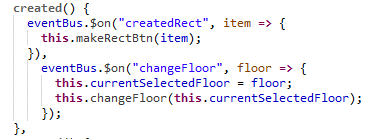 created() {
  eventBus.$on("createdRect", item => {
    this.makeRectBtn(item);
  }),
    eventBus.$on("changeFloor", floor => {
      this.currentSelectedFloor = floor;
      this.changeFloor(this.currentSelectedFloor);
    });
},